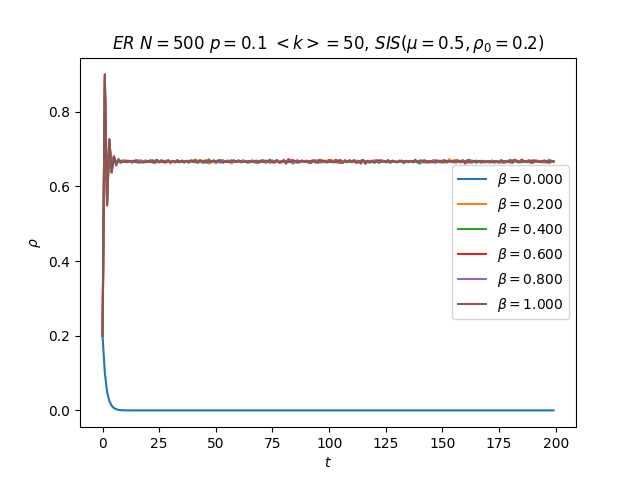 ER N = 500 p = 0.1 < k >= 50, SIS(μ = 0.5, ρ₀ = 0.2)
0.8
0.6
0.4
0.2
0.0
ρ
β = 0.000
β = 0.200
β = 0.400
β = 0.600
β = 0.800
β = 1.000
0 25 50 75 100 125 150 175 200
t